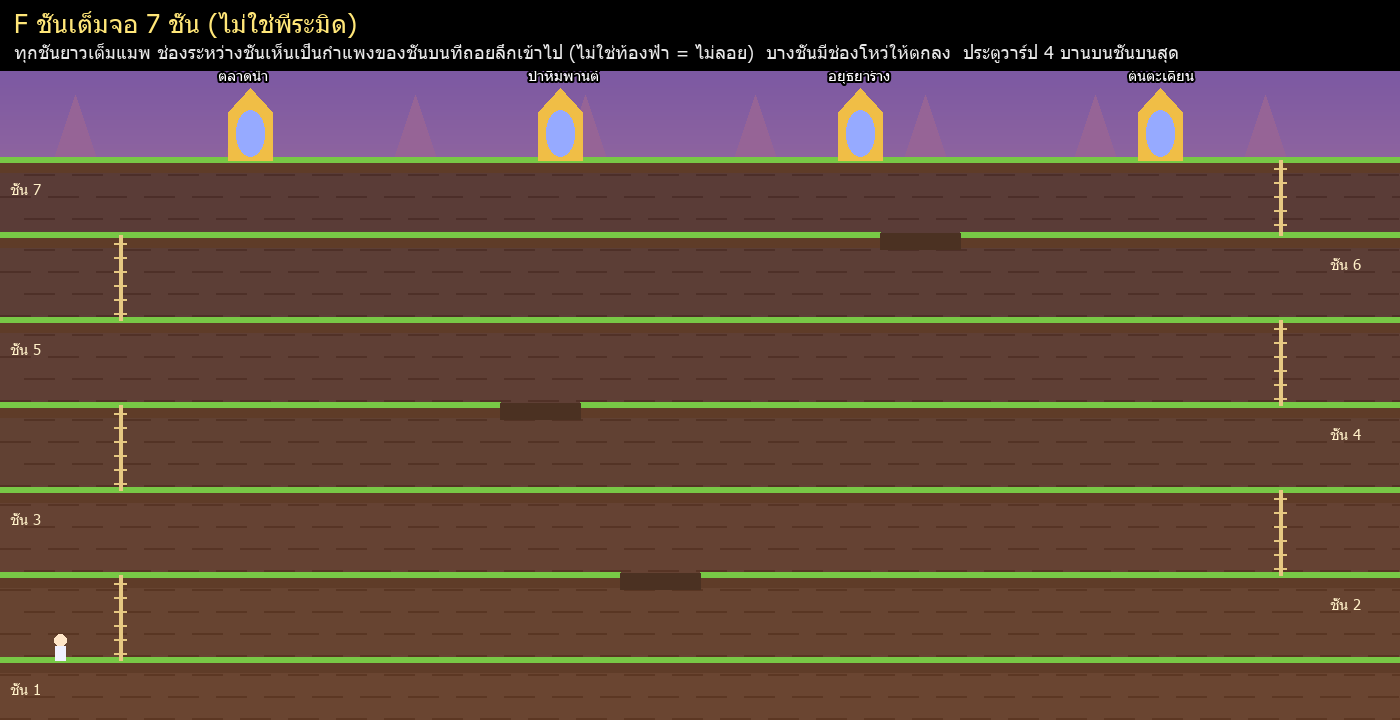 F ชั้นเต็มจอ 7 ชั้น (ไม่ใช่พีระมิด)
ทุกชั้นยาวเต็มแมพ ช่องระหว่างชั้นเห็นเป็นกำแพงของชั้นบนที่ถอยลึกเข้าไป (ไม่ใช่ท้องฟ้า = ไม่ลอย) บางชั้นมีช่องโหว่ให้ตกลง ประตูวาร์ป 4 บานบนชั้นบนสุด
ตลาดน้ำ ป่าหิมพานต์ อยุธยาร้าง ต้นตะเคียน
ชั้น 7
ชั้น 6
ชั้น 5
ชั้น 4
ชั้น 3
ชั้น 2
ชั้น 1